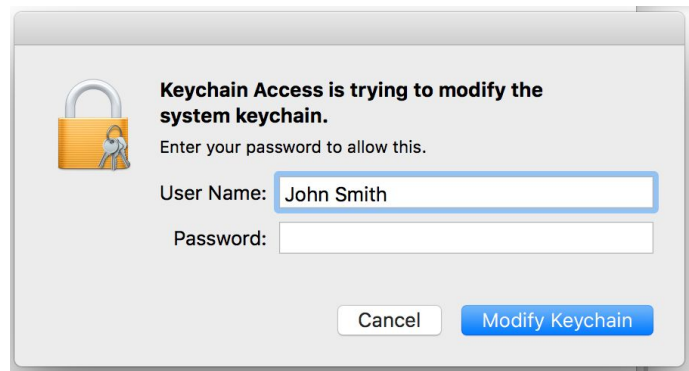 Keychain Access is trying to modify the
system keychain.
Enter your password to allow this.
User Name: John Smith
Password:
Cancel Modify Keychain